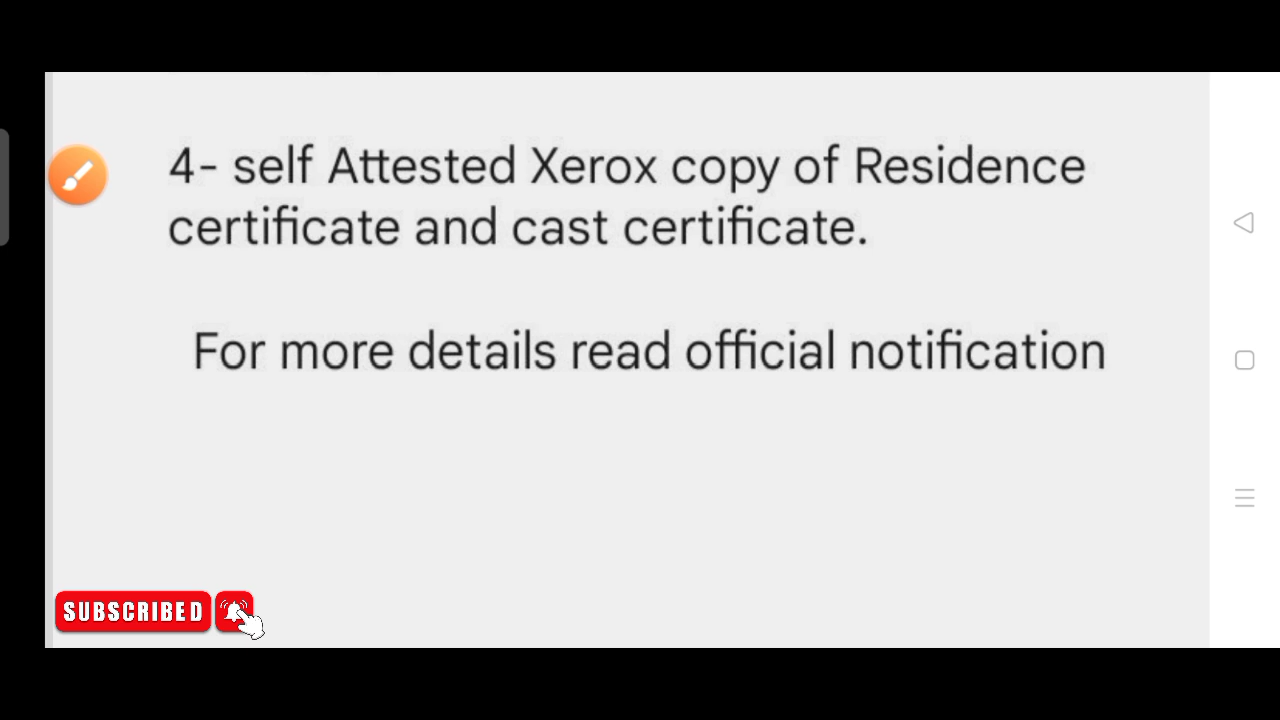 4- self Attested Xerox copy of Residence
certificate and cast certificate.
For more details read official notification
SUBSCRIBED